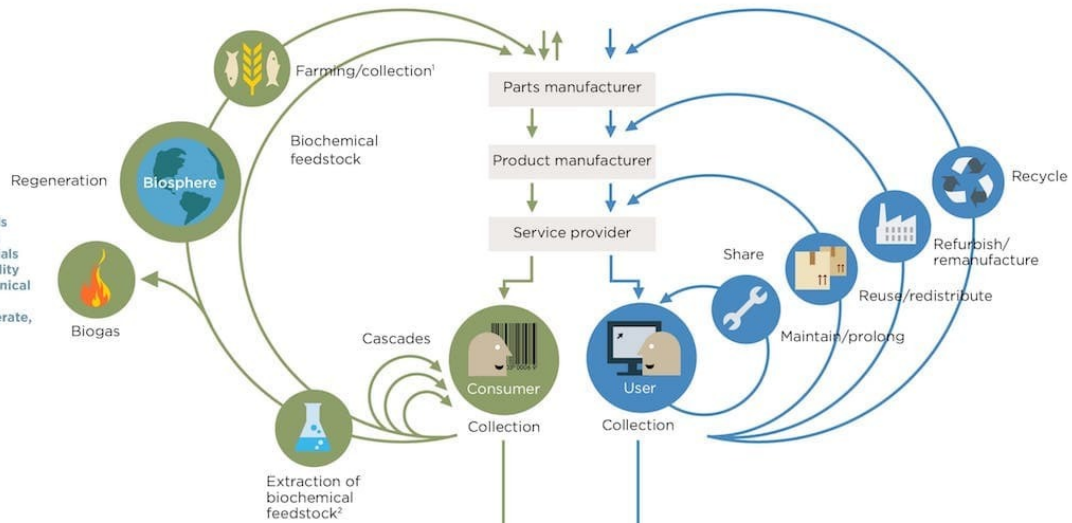 Farming/collection¹
Parts manufacturer
Biochemical
feedstock
Product manufacturer
Regeneration
Biosphere
Recycle
Service provider
Share
Refurbish/
remanufacture
Reuse/redistribute
Biogas
Maintain/prolong
Cascades
Consumer
User
Collection
Collection
Extraction of
biochemical
feedstock²